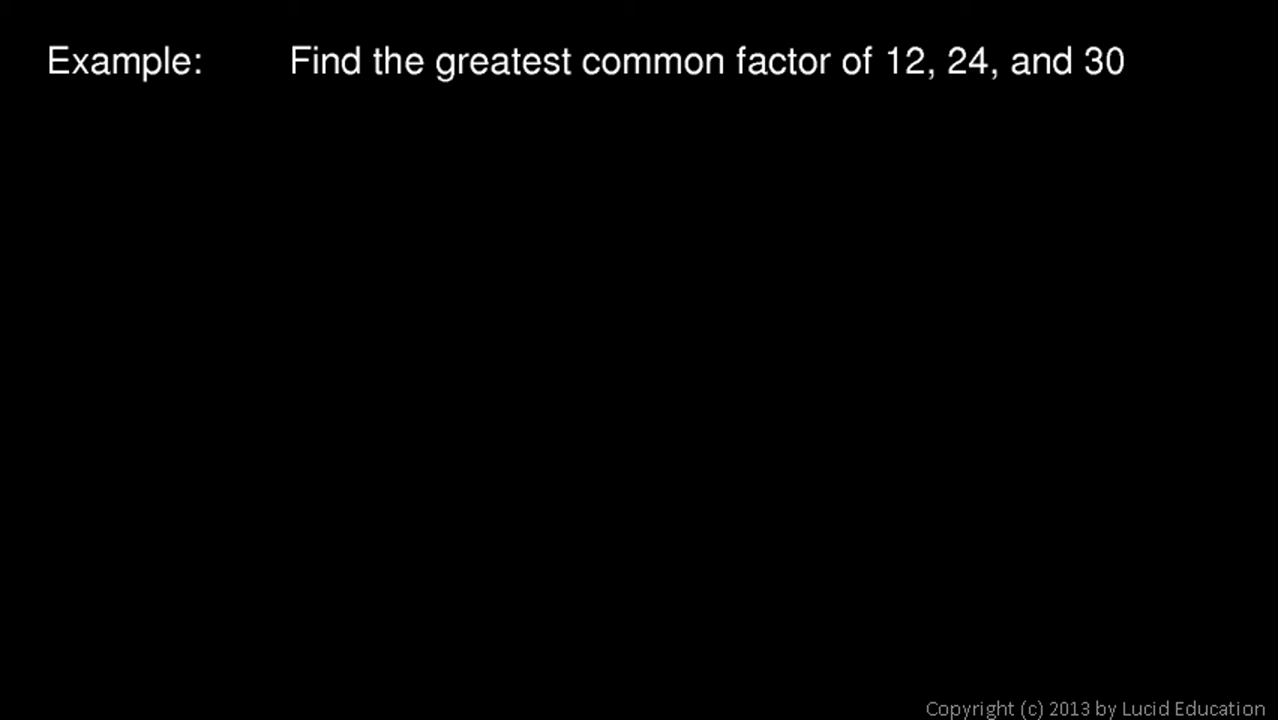 Example: Find the greatest common factor of 12, 24, and 30
Copyright (c) 2013 by Lucid Education